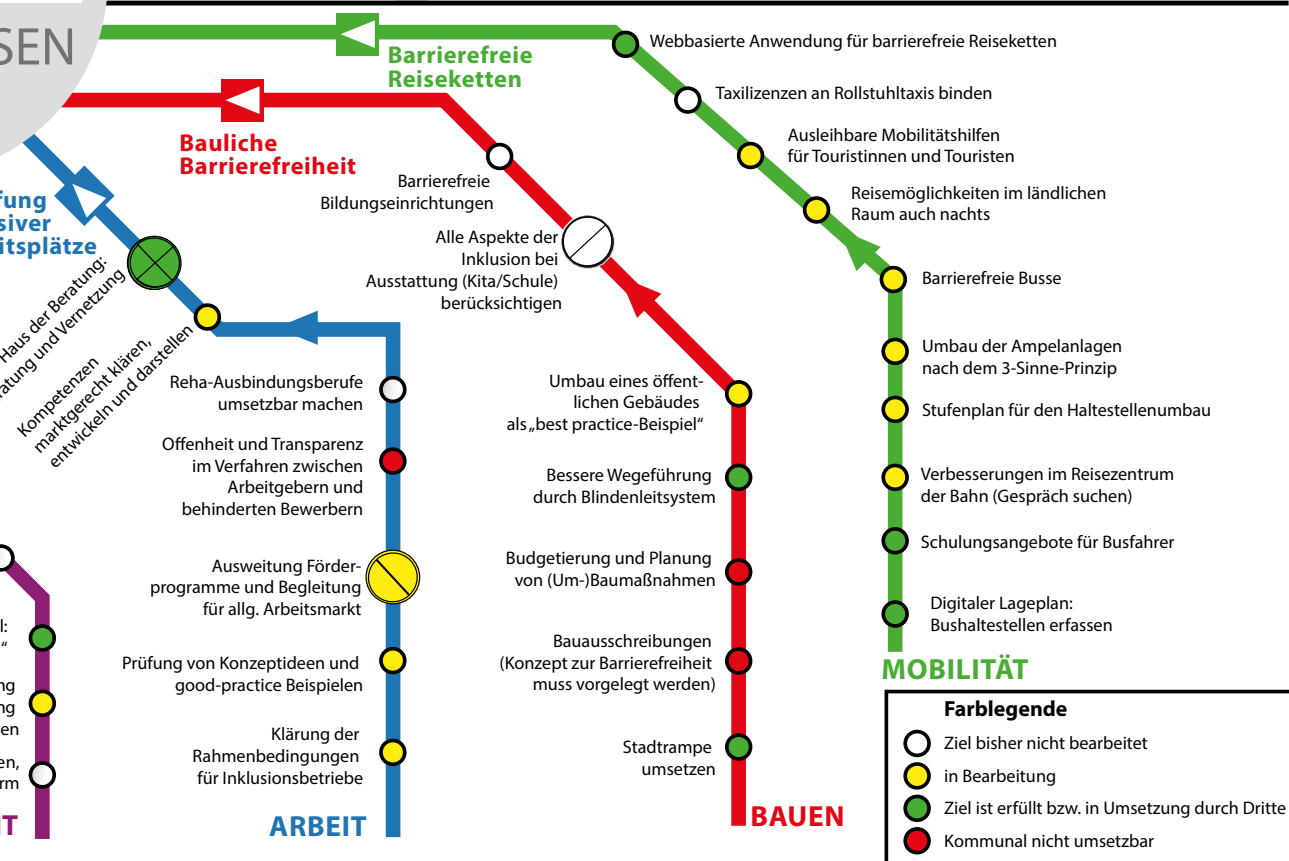 SEN
Barrierefreie
Reiseketten
Webbasierte Anwendung für barrierefreie Reiseketten
Taxilizenzen an Rollstuhltaxis binden
Ausleihbare Mobilitätshilfen
für Touristinnen und Touristen
Reisemöglichkeiten im ländlichen
Raum auch nachts
Barrierefreie Busse
Umbau der Ampelanlagen
nach dem 3-Sinne-Prinzip
Stufenplan für den Haltestellenumbau
Verbesserungen im Reisezentrum
der Bahn (Gespräch suchen)
Schulungsangebote für Busfahrer
Digitaler Lageplan:
Bushaltestellen erfassen
MOBILITÄT
Bauliche
Barrierefreiheit
Barrierefreie
Bildungseinrichtungen
Alle Aspekte der
Inklusion bei
Ausstattung (Kita/Schule)
berücksichtigen
Umbau eines öffent-
lichen Gebäudes
als „best practice-Beispiel“
Bessere Wegeführung
durch Blindenleitsystem
Budgetierung und Planung
von (Um-)Baumaßnahmen
Bauausschreibungen
(Konzept zur Barrierefreiheit
muss vorgelegt werden)
Stadtrampe
umsetzen
BAUEN
fung
siver
itsplätze
Haus der Beratung:
atung und Vernetzung
Kompetenzen
marktgerecht klären,
entwickeln und darstellen
Reha-Ausbindungsberufe
umsetzbar machen
Offenheit und Transparenz
im Verfahren zwischen
Arbeitgebern und
behinderten Bewerbern
Ausweitung Förder-
programme und Begleitung
für allg. Arbeitsmarkt
Prüfung von Konzeptideen und
good-practice Beispielen
Klärung der
Rahmenbedingungen
für Inklusionsbetriebe
ARBEIT
l:
“
ng
ng
en
en,
rm
IT
Farblegende
Ziel bisher nicht bearbeitet
in Bearbeitung
Ziel ist erfüllt bzw. in Umsetzung durch Dritte
Kommunal nicht umsetzbar